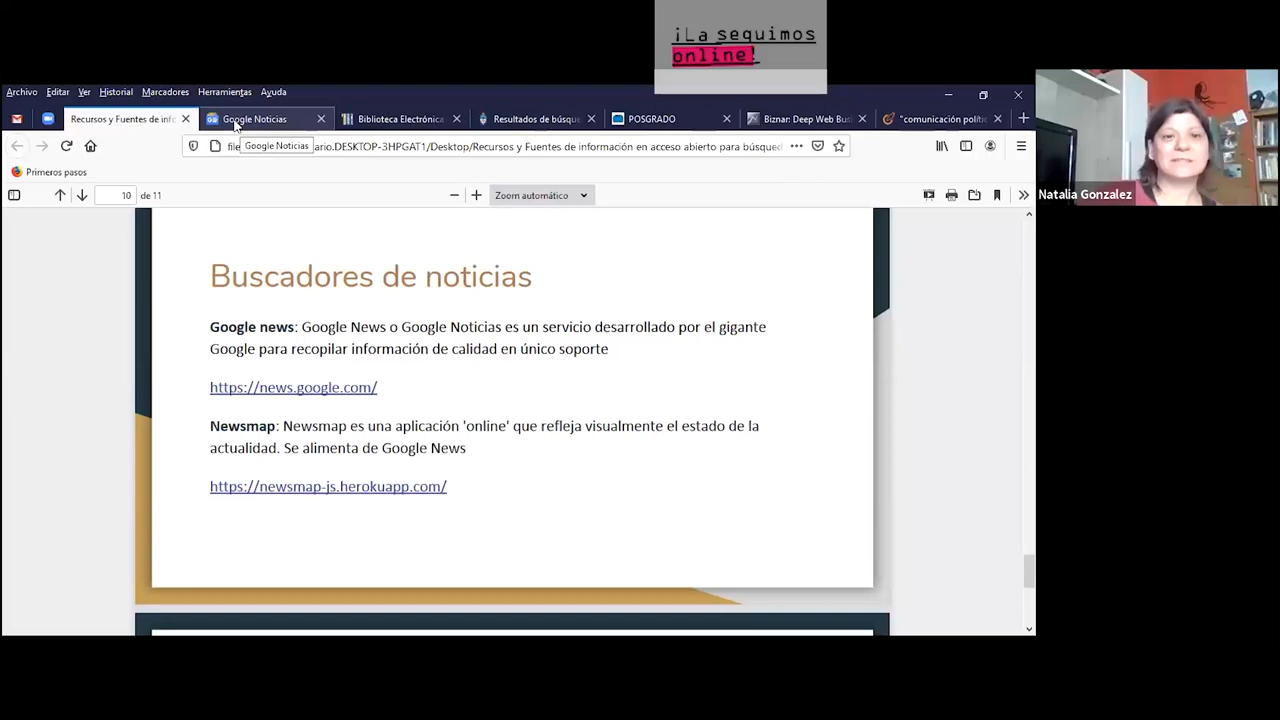 ¡La seguimos
online!
Archivo Editar Ver Historial Marcadores Herramientas Ayuda
Recursos y Fuentes de info Google Noticias Biblioteca Electrónica Resultados de búsque POSGRADO Biznar: Deep Web Bus "comunicación polític
ario.DESKTOP-3HPGAT1/Desktop/Recursos y Fuentes de información en acceso abierto para búsqued
Google Noticias
Primeros pasos
10 de 11 Zoom automático
Natalia Gonzalez
Buscadores de noticias
Google news: Google News o Google Noticias es un servicio desarrollado por el gigante
Google para recopilar información de calidad en único soporte
https://news.google.com/
Newsmap: Newsmap es una aplicación 'online' que refleja visualmente el estado de la
actualidad. Se alimenta de Google News
https://newsmap-js.herokuapp.com/